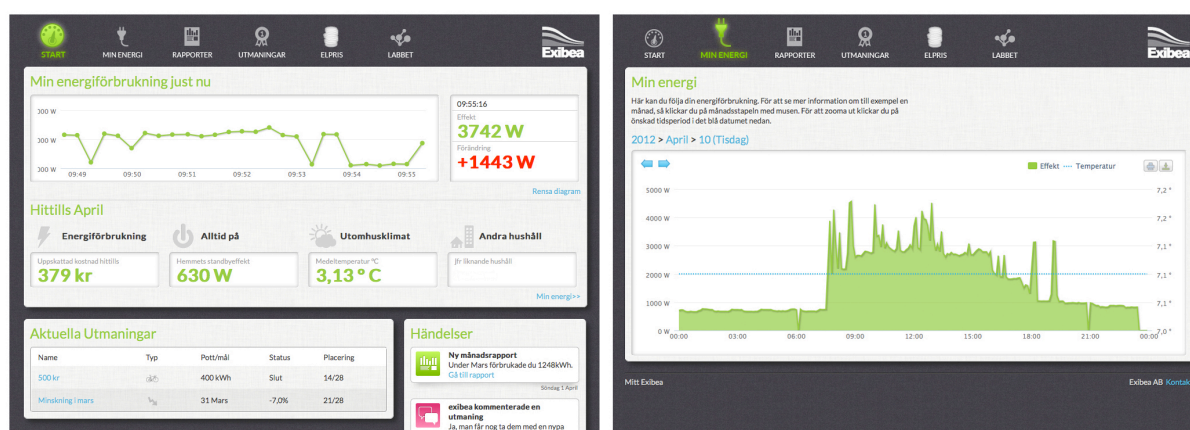 START MIN ENERGI RAPPORTER UTMANINGAR ELPRIS LABBET Exibea
Min energiförbrukning just nu
000 W
000 W
000 W
09:49 09:50 09:51 09:52 09:53 09:54 09:55
09:55:16
Effekt
3742 W
Förändring
+1443 W
Rensa diagram
Hittills April
Energiförbrukning
Uppskattad kostnad hittills
379 kr
Alltid på
Hemmets standbyeffekt
630 W
Utomhusklimat
Medeltemperatur °C
3,13° C
Andra hushåll
jfr liknande hushåll
Min energi>>
Aktuella Utmaningar
Name Typ Pott/mål Status Placering
500 kr 400 kWh Slut 14/28
Minskning i mars 31 Mars -7,0% 21/28
Händelser
Ny månadsrapport
Under Mars förbrukade du 1248kWh.
Gå till rapport
Söndag 1 April
exibea kommenterade en
utmaning
Ja, man får nog ta dem med en nypa
START MIN ENERGI RAPPORTER UTMANINGAR ELPRIS LABBET Exibea
Min energi
Här kan du följa din energiförbrukning. För att se mer information om till exempel en
månad, så klickar du på månadsstapeln med musen. För att zooma ut klickar du på
önskad tidsperiod i det blå datumet nedan.
2012 > April > 10 (Tisdag)
Effekt Temperatur
5000 W 7,2 °
4000 W 7,2 °
3000 W 7,1 °
2000 W 7,1 °
1000 W 7,1 °
0 W 7,0 °
00:00 03:00 06:00 09:00 12:00 15:00 18:00 21:00 00:00
Mitt Exibea Exibea AB Kontak